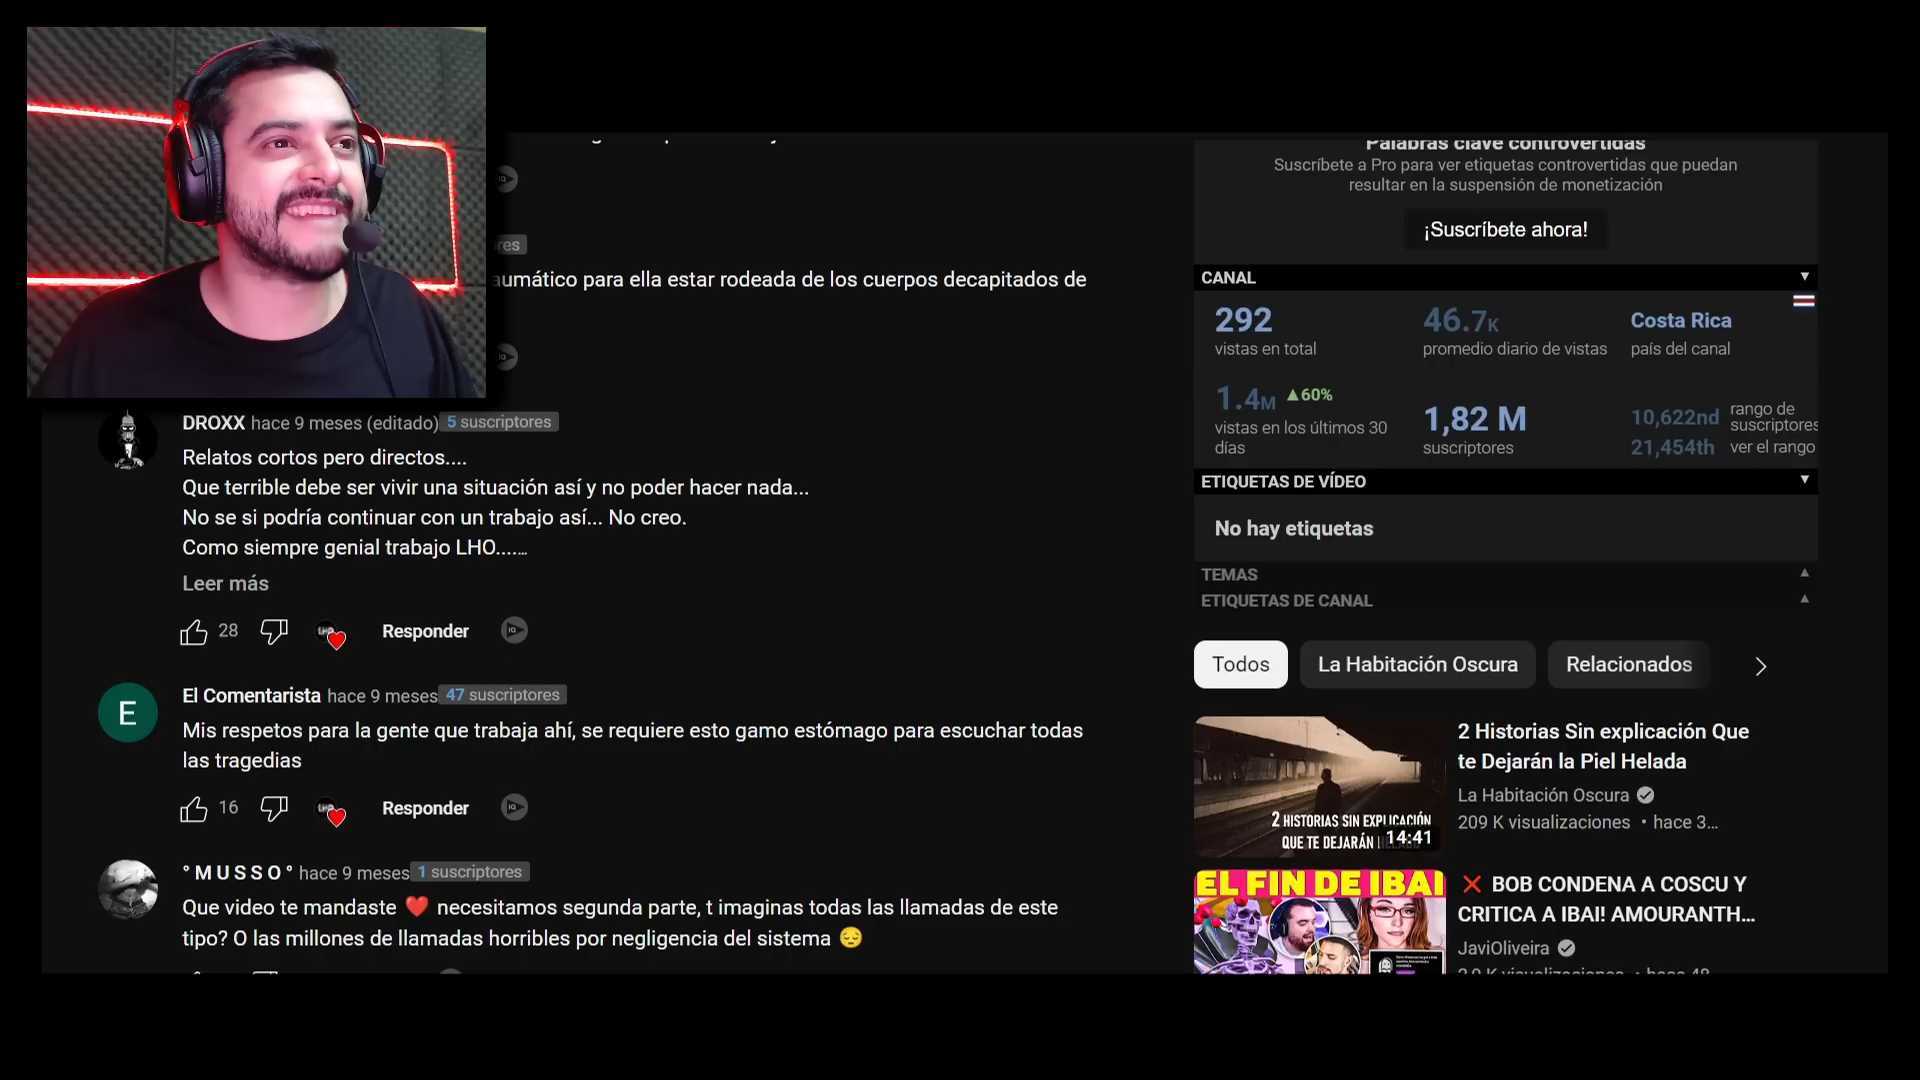 res
aumático para ella estar rodeada de los cuerpos decapitados de
DROXX hace 9 meses (editado) 5 suscriptores
Relatos cortos pero directos....
Que terrible debe ser vivir una situación así y no poder hacer nada...
No se si podría continuar con un trabajo así... No creo.
Como siempre genial trabajo LHO.......
Leer más
28
Responder
E
El Comentarista hace 9 meses 47 suscriptores
Mis respetos para la gente que trabaja ahí, se requiere esto gamo estómago para escuchar todas
las tragedias
16
Responder
° M U S S O ° hace 9 meses 1 suscriptores
Que video te mandaste ❤️ necesitamos segunda parte, t imaginas todas las llamadas de este
tipo? O las millones de llamadas horribles por negligencia del sistema 😔
Palabras clave controvertidas
Suscríbete a Pro para ver etiquetas controvertidas que puedan
resultar en la suspensión de monetización
¡Suscríbete ahora!
CANAL
292
vistas en total
46.7K
promedio diario de vistas
Costa Rica
país del canal
1.4M ▲60%
vistas en los últimos 30
días
1,82 M
suscriptores
10,622nd rango de
suscriptores
21,454th ver el rango
ETIQUETAS DE VÍDEO
No hay etiquetas
TEMAS
ETIQUETAS DE CANAL
Todos
La Habitación Oscura
Relacionados
2 HISTORIAS SIN EXPLICACIÓN
QUE TE DEJARÁN
14:41
2 Historias Sin explicación Que
te Dejarán la Piel Helada
La Habitación Oscura
209 K visualizaciones • hace 3...
EL FIN DE IBAI
❌ BOB CONDENA A COSCU Y
CRITICA A IBAI! AMOURANTH...
JaviOliveira